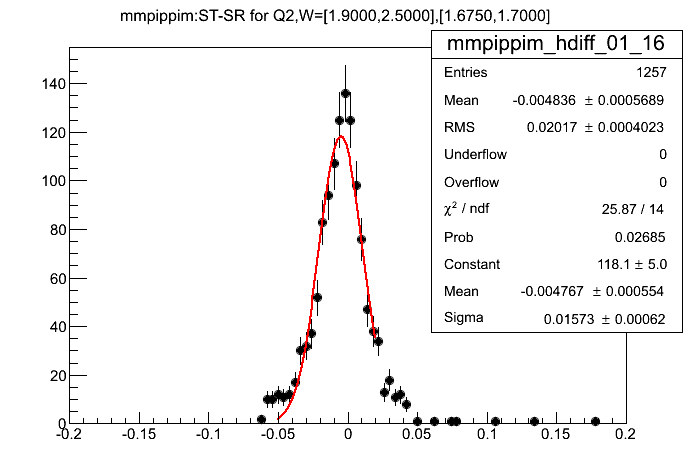 mmpippim:ST-SR for Q2,W=[1.9000,2.5000],[1.6750,1.7000]
mmpippim_hdiff_01_16
Entries 1257
Mean -0.004836 ± 0.0005689
RMS 0.02017 ± 0.0004023
Underflow 0
Overflow 0
χ² / ndf 25.87 / 14
Prob 0.02685
Constant 118.1 ± 5.0
Mean -0.004767 ± 0.000554
Sigma 0.01573 ± 0.00062
140
120
100
80
60
40
20
0
-0.2 -0.15 -0.1 -0.05 0 0.05 0.1 0.15 0.2